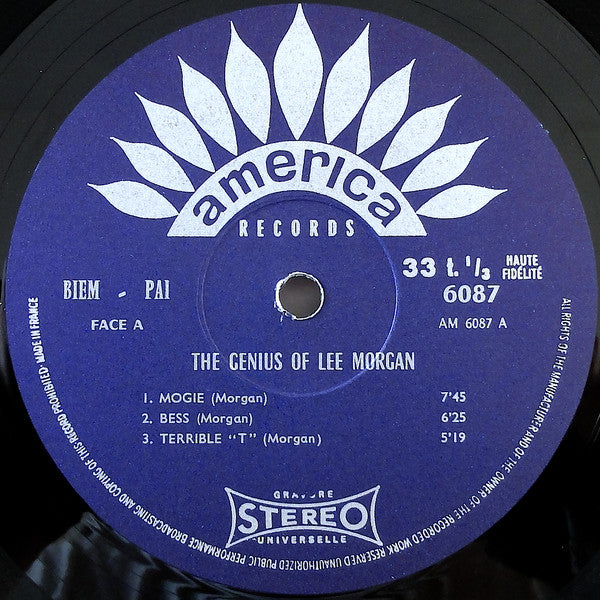 america
RECORDS
33 t. 1/3 HAUTE FIDÉLITÉ
BIEM - PAI
6087
FACE A
AM 6087 A
THE GENIUS OF LEE MORGAN
1. MOGIE (Morgan) 7'45
2. BESS (Morgan) 6'25
3. TERRIBLE “T” (Morgan) 5'19
GRAVURE
STEREO
UNIVERSELLE
ALL RIGHTS OF THE MANUFACTURER AND OF THE OWNER OF THE RECORDED WORK RESERVED UNAUTHORIZED PUBLIC PERFORMANCE BROADCASTING AND COPYING OF THIS RECORD PROHIBITED · MADE IN FRANCE